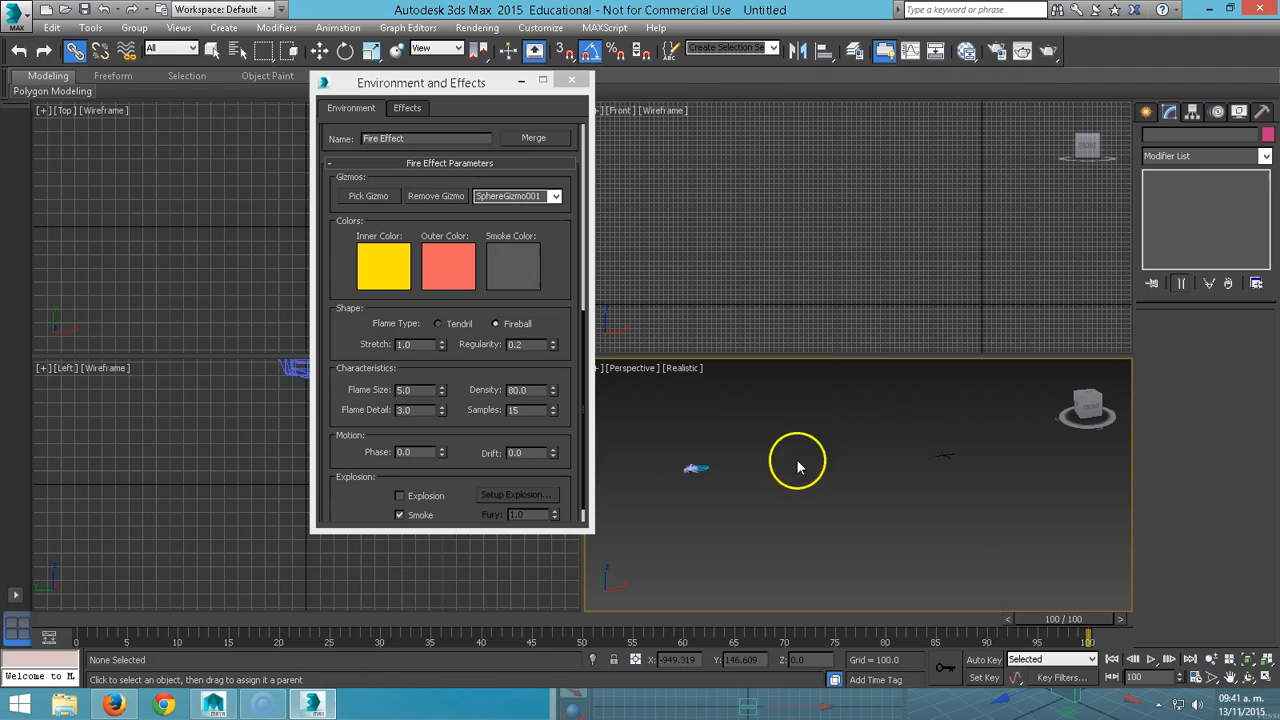 Workspace: Default
Autodesk 3ds Max 2015 Educational - Not for Commercial Use Untitled
Type a keyword or phrase
MAX
Edit Tools Group Views Create Modifiers Animation Graph Editors Rendering Customize MAXScript Help
All
View
3
Create Selection Se
Modeling Freeform Selection Object Paint
Polygon Modeling
Environment and Effects
Environment Effects
Name: Fire Effect Merge
Fire Effect Parameters
Gizmos:
Pick Gizmo Remove Gizmo SphereGizmo001
Colors:
Inner Color: Outer Color: Smoke Color:
Shape:
Flame Type: Tendril Fireball
Stretch: 1.0 Regularity: 0.2
Characteristics:
Flame Size: 5.0 Density: 80.0
Flame Detail: 3.0 Samples: 15
Motion:
Phase: 0.0 Drift: 0.0
Explosion:
Explosion Setup Explosion...
Smoke Fury: 1.0
[+] [Top] [Wireframe]
[+] [Front] [Wireframe]
FRONT
[+] [Left] [Wireframe]
[Perspective] [Realistic]
FRONT
Modifier List
100 / 100
0 5 10 15 20 25 30 35 40 45 50 55 60 65 70 75 80 85 90 95 100
None Selected X: -949.319 Y: 146.609 Z: 0.0 Grid = 100.0 Auto Key Selected
Welcome to M
Click to select an object, then drag to assign it a parent Add Time Tag Set Key Key Filters... 100
09:41 a. m.
13/11/2015